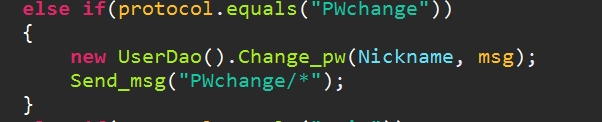 else if(protocol.equals("PWchange"))
{
new UserDao().Change_pw(Nickname, msg);
Send_msg("PWchange/*");
}